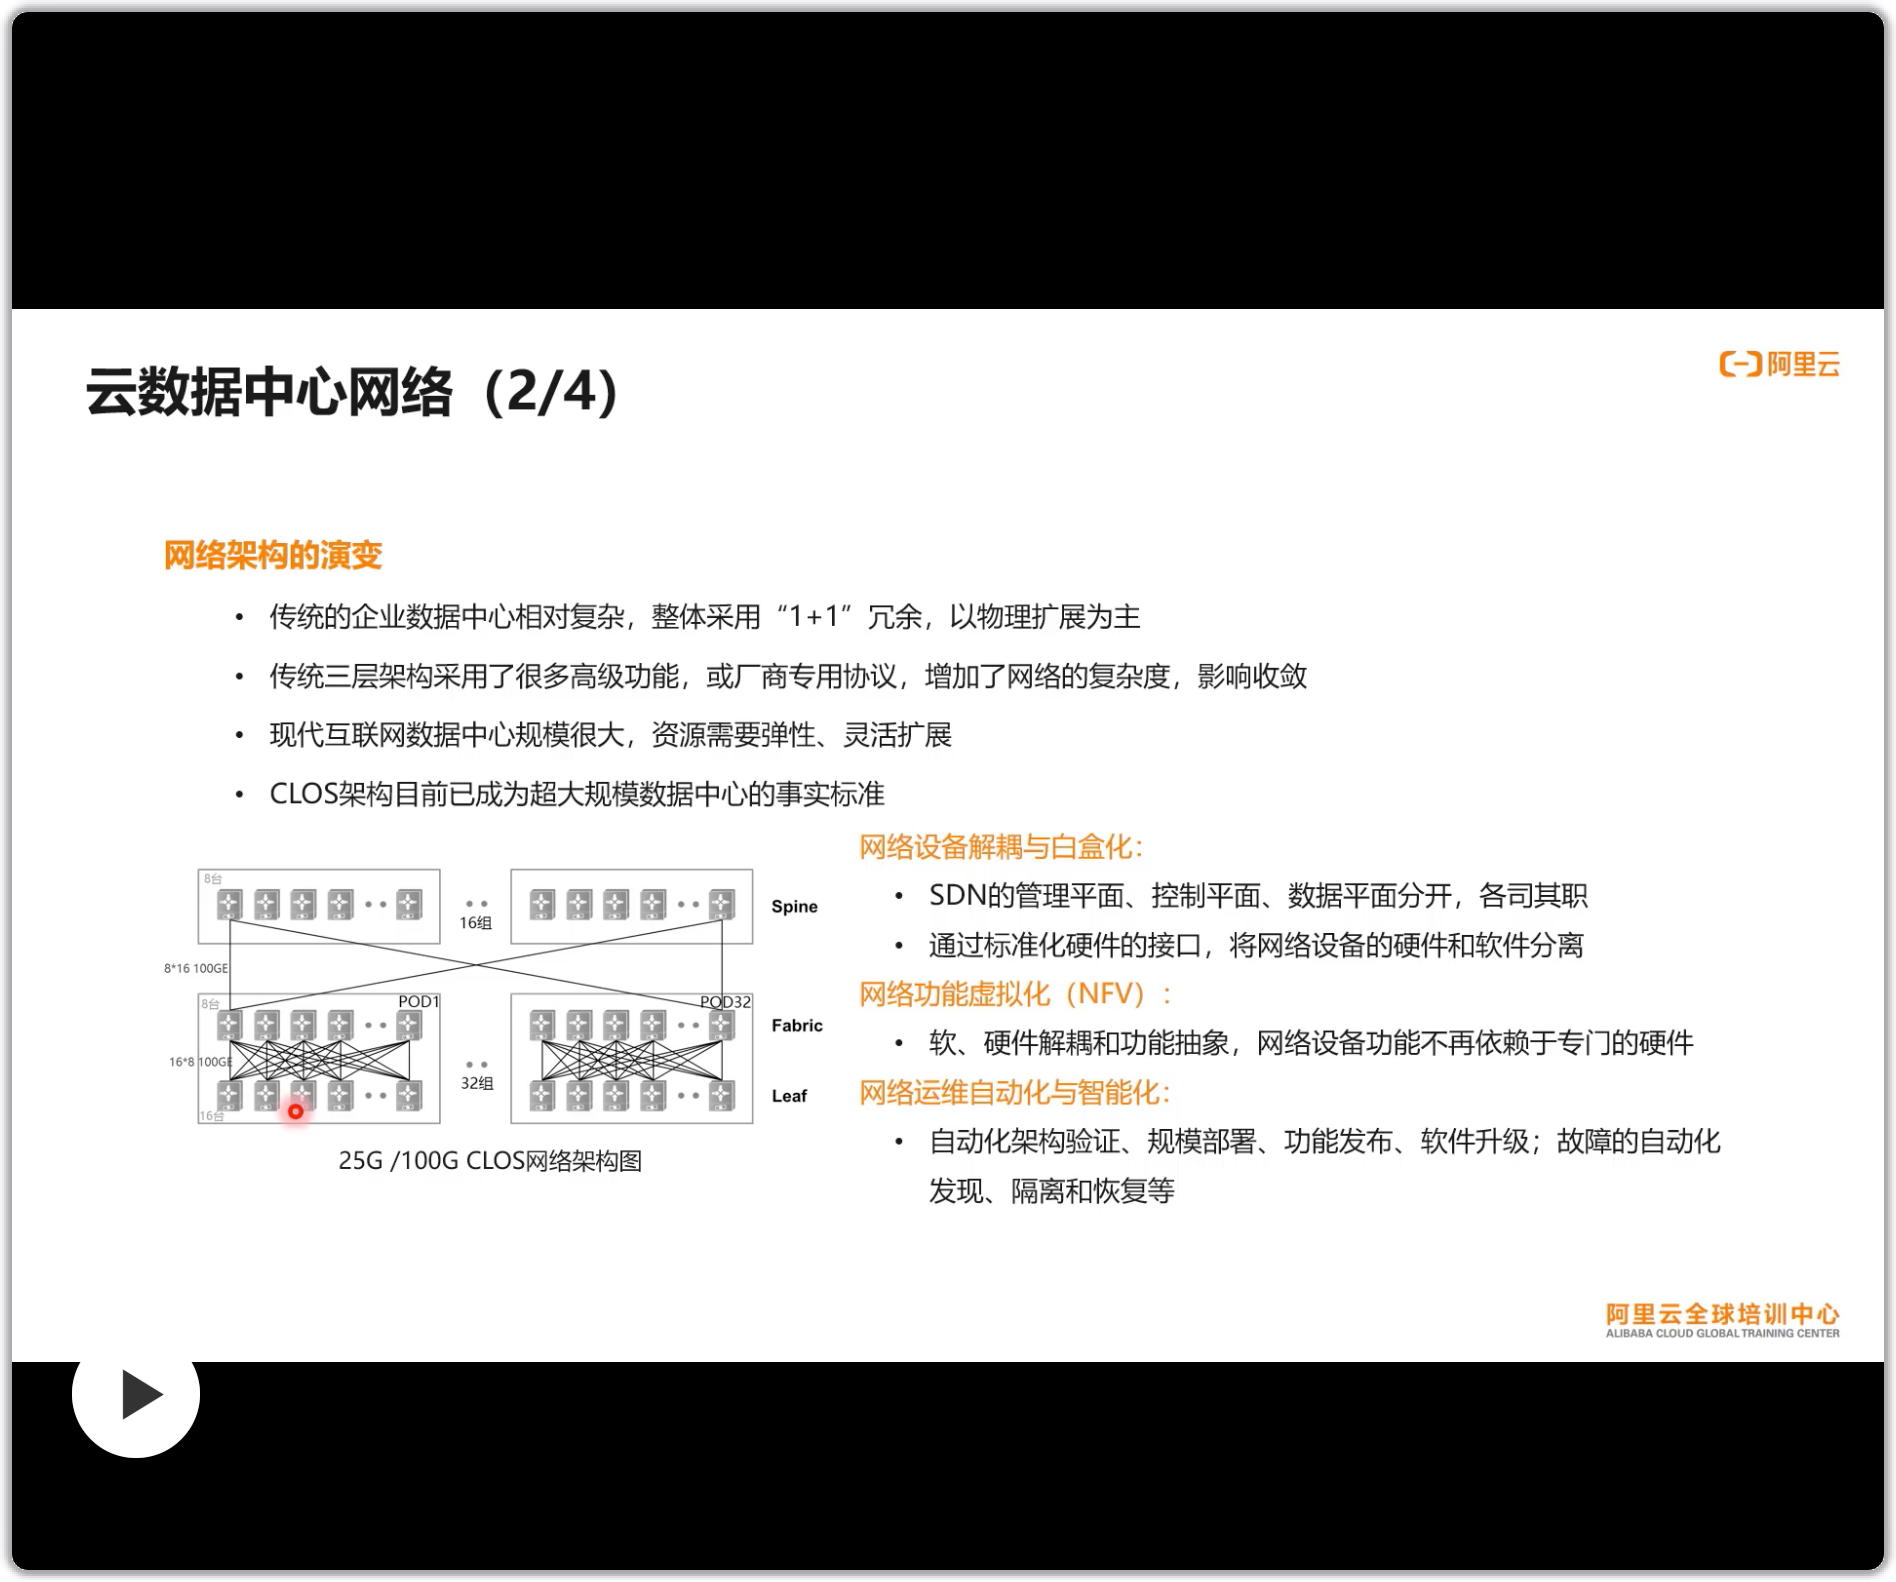 阿里云
云数据中心网络（2/4）
网络架构的演变
• 传统的企业数据中心相对复杂，整体采用“1+1”冗余，以物理扩展为主
• 传统三层架构采用了很多高级功能，或厂商专用协议，增加了网络的复杂度，影响收敛
• 现代互联网数据中心规模很大，资源需要弹性、灵活扩展
• CLOS架构目前已成为超大规模数据中心的事实标准
8台
16组
Spine
8*16 100GE
8台
POD1
POD32
Fabric
16*8 100GE
32组
16台
Leaf
25G /100G CLOS网络架构图
网络设备解耦与白盒化：
• SDN的管理平面、控制平面、数据平面分开，各司其职
• 通过标准化硬件的接口，将网络设备的硬件和软件分离
网络功能虚拟化（NFV）：
• 软、硬件解耦和功能抽象，网络设备功能不再依赖于专门的硬件
网络运维自动化与智能化：
• 自动化架构验证、规模部署、功能发布、软件升级；故障的自动化
发现、隔离和恢复等
阿里云全球培训中心
ALIBABA CLOUD GLOBAL TRAINING CENTER